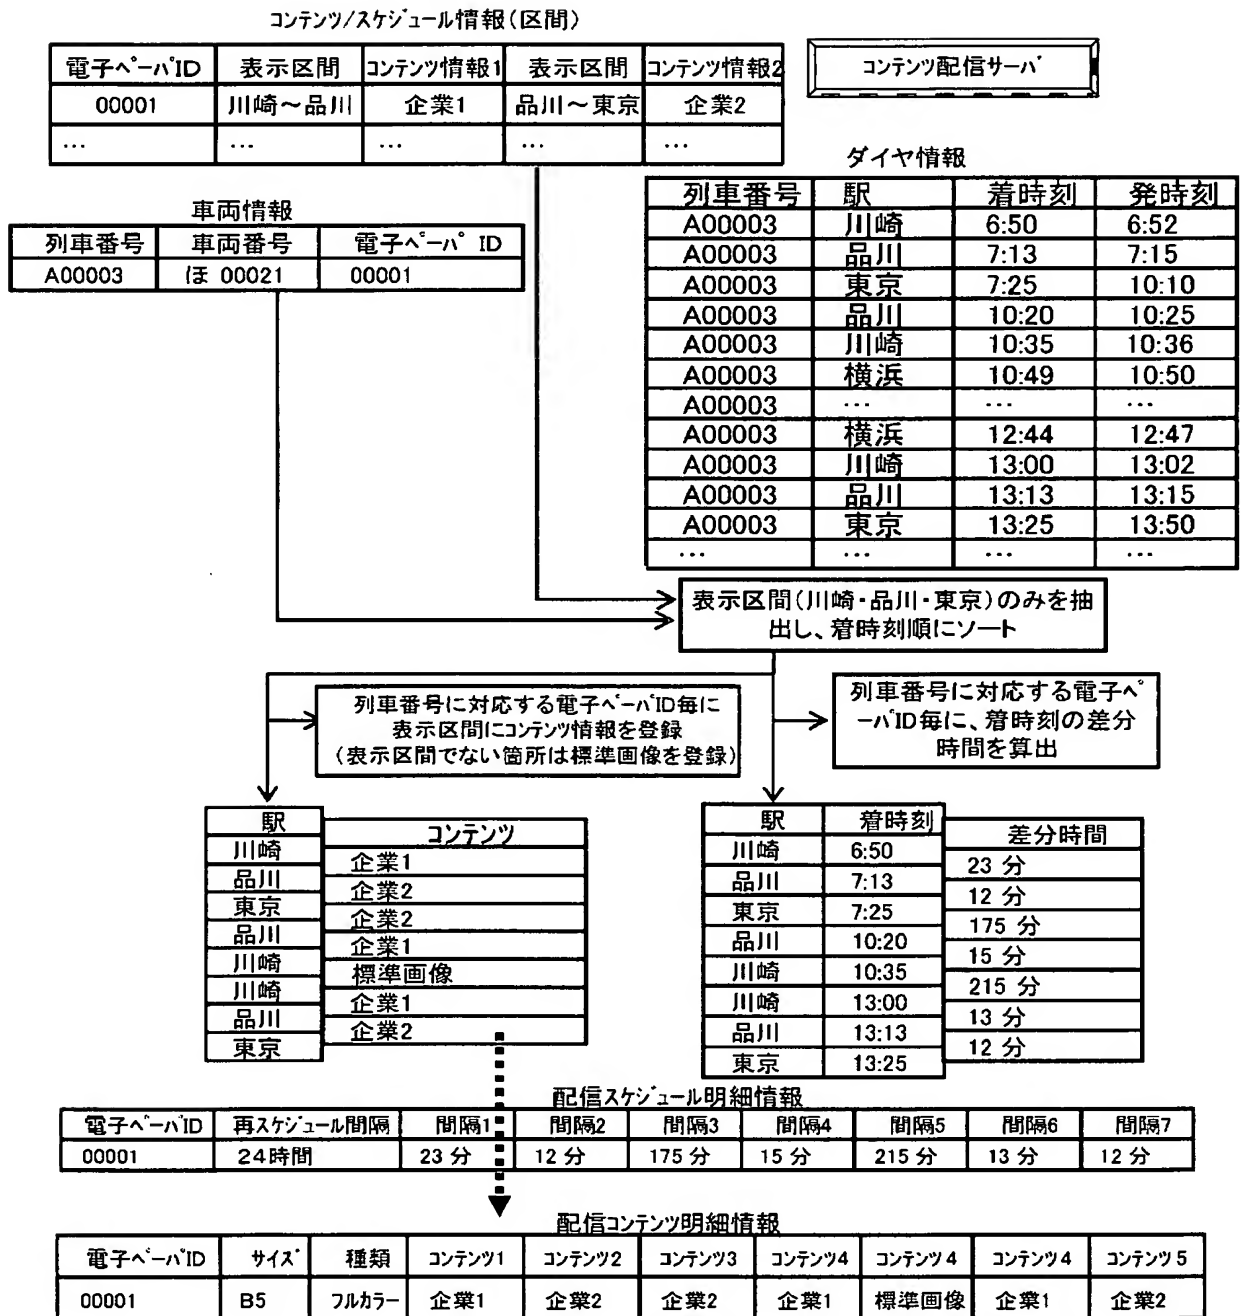 コンテンツ/スケジュール情報(区間)
電子ペーパID 表示区間 コンテンツ情報1 表示区間 コンテンツ情報2
00001 川崎～品川 企業1 品川～東京 企業2
… … … … …
コンテンツ配信サーバ
ダイヤ情報
列車番号 駅 着時刻 発時刻
A00003 川崎 6:50 6:52
A00003 品川 7:13 7:15
A00003 東京 7:25 10:10
A00003 品川 10:20 10:25
A00003 川崎 10:35 10:36
A00003 横浜 10:49 10:50
A00003 … … …
A00003 横浜 12:44 12:47
A00003 川崎 13:00 13:02
A00003 品川 13:13 13:15
A00003 東京 13:25 13:50
… … … …
車両情報
列車番号 車両番号 電子ペーパ ID
A00003 ほ 00021 00001
表示区間(川崎・品川・東京)のみを抽
出し、着時刻順にソート
列車番号に対応する電子ペーパID毎に
表示区間にコンテンツ情報を登録
(表示区間でない箇所は標準画像を登録)
列車番号に対応する電子ペ
ーパID毎に、着時刻の差分
時間を算出
駅
川崎
品川
東京
品川
川崎
川崎
品川
東京
コンテンツ
企業1
企業2
企業2
企業1
標準画像
企業1
企業2
駅 着時刻
川崎 6:50
品川 7:13
東京 7:25
品川 10:20
川崎 10:35
川崎 13:00
品川 13:13
東京 13:25
差分時間
23 分
12 分
175 分
15 分
215 分
13 分
12 分
配信スケジュール明細情報
電子ペーパID 再スケジュール間隔 間隔1 間隔2 間隔3 間隔4 間隔5 間隔6 間隔7
00001 24時間 23 分 12 分 175 分 15 分 215 分 13 分 12 分
配信コンテンツ明細情報
電子ペーパID サイズ 種類 コンテンツ1 コンテンツ2 コンテンツ3 コンテンツ4 コンテンツ4 コンテンツ4 コンテンツ5
00001 B5 フルカラー 企業1 企業2 企業2 企業1 標準画像 企業1 企業2